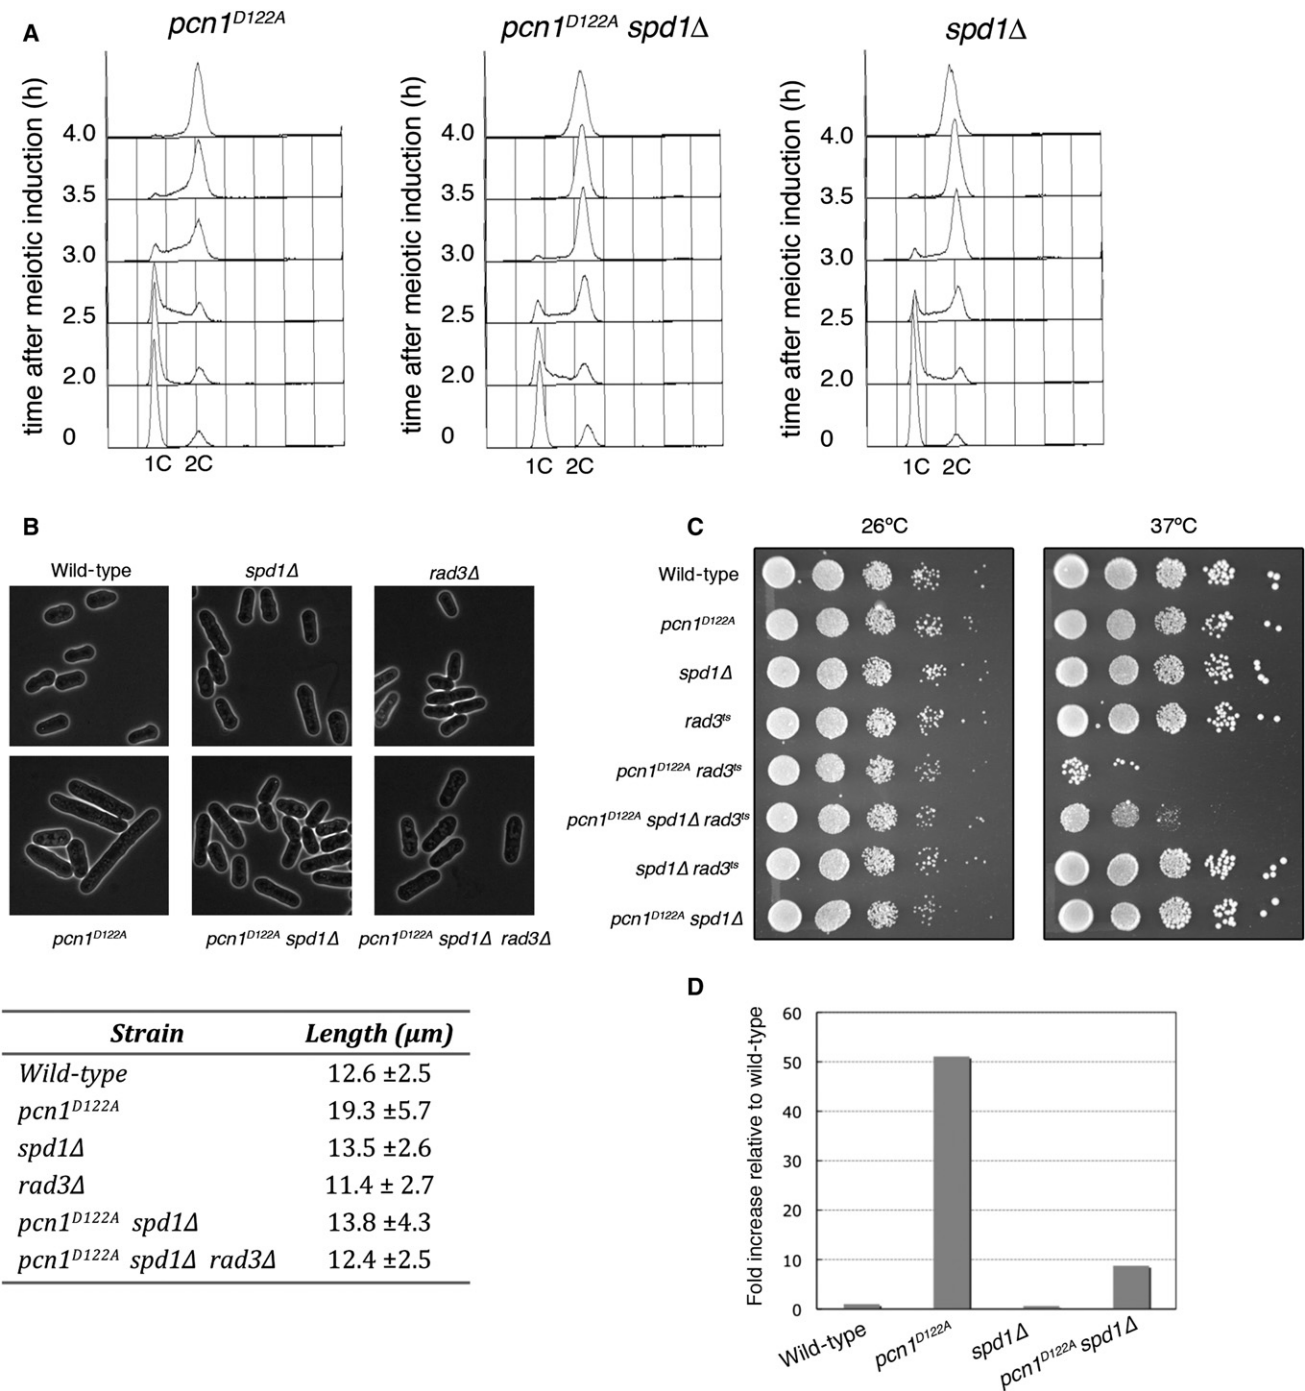 A
pcn1D122A
pcn1D122A spd1Δ
spd1Δ
time after meiotic induction (h)
4.0
3.5
3.0
2.5
2.0
0
1C 2C
time after meiotic induction (h)
4.0
3.5
3.0
2.5
2.0
0
1C 2C
time after meiotic induction (h)
4.0
3.5
3.0
2.5
2.0
0
1C 2C
B
Wild-type
spd1Δ
rad3Δ
pcn1D122A
pcn1D122A spd1Δ
pcn1D122A spd1Δ rad3Δ
Strain Length (µm)
Wild-type 12.6 ±2.5
pcn1D122A 19.3 ±5.7
spd1Δ 13.5 ±2.6
rad3Δ 11.4 ± 2.7
pcn1D122A spd1Δ 13.8 ±4.3
pcn1D122A spd1Δ rad3Δ 12.4 ±2.5
C
26ºC
37ºC
Wild-type
pcn1D122A
spd1Δ
rad3ts
pcn1D122A rad3ts
pcn1D122A spd1Δ rad3ts
spd1Δ rad3ts
pcn1D122A spd1Δ
D
Fold increase relative to wild-type
60
50
40
30
20
10
0
Wild-type
pcn1D122A
spd1Δ
pcn1D122A spd1Δ